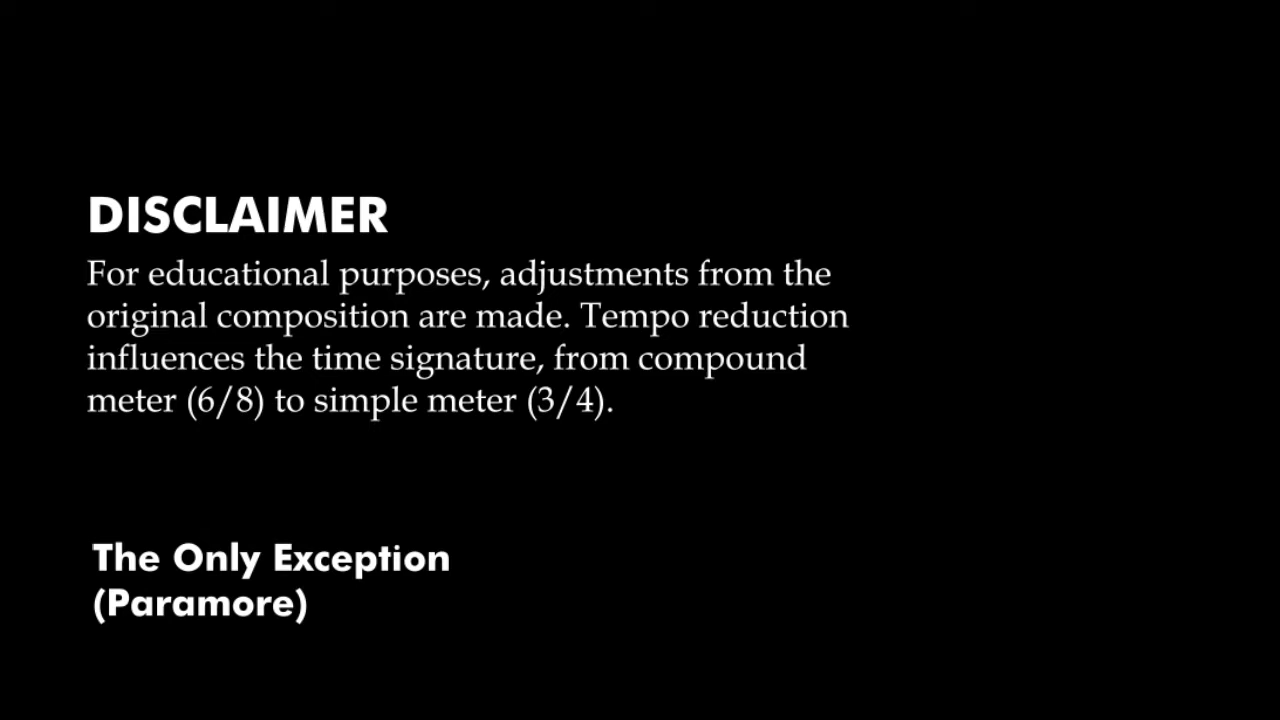 DISCLAIMER
For educational purposes, adjustments from the
original composition are made. Tempo reduction
influences the time signature, from compound
meter (6/8) to simple meter (3/4).
The Only Exception
(Paramore)